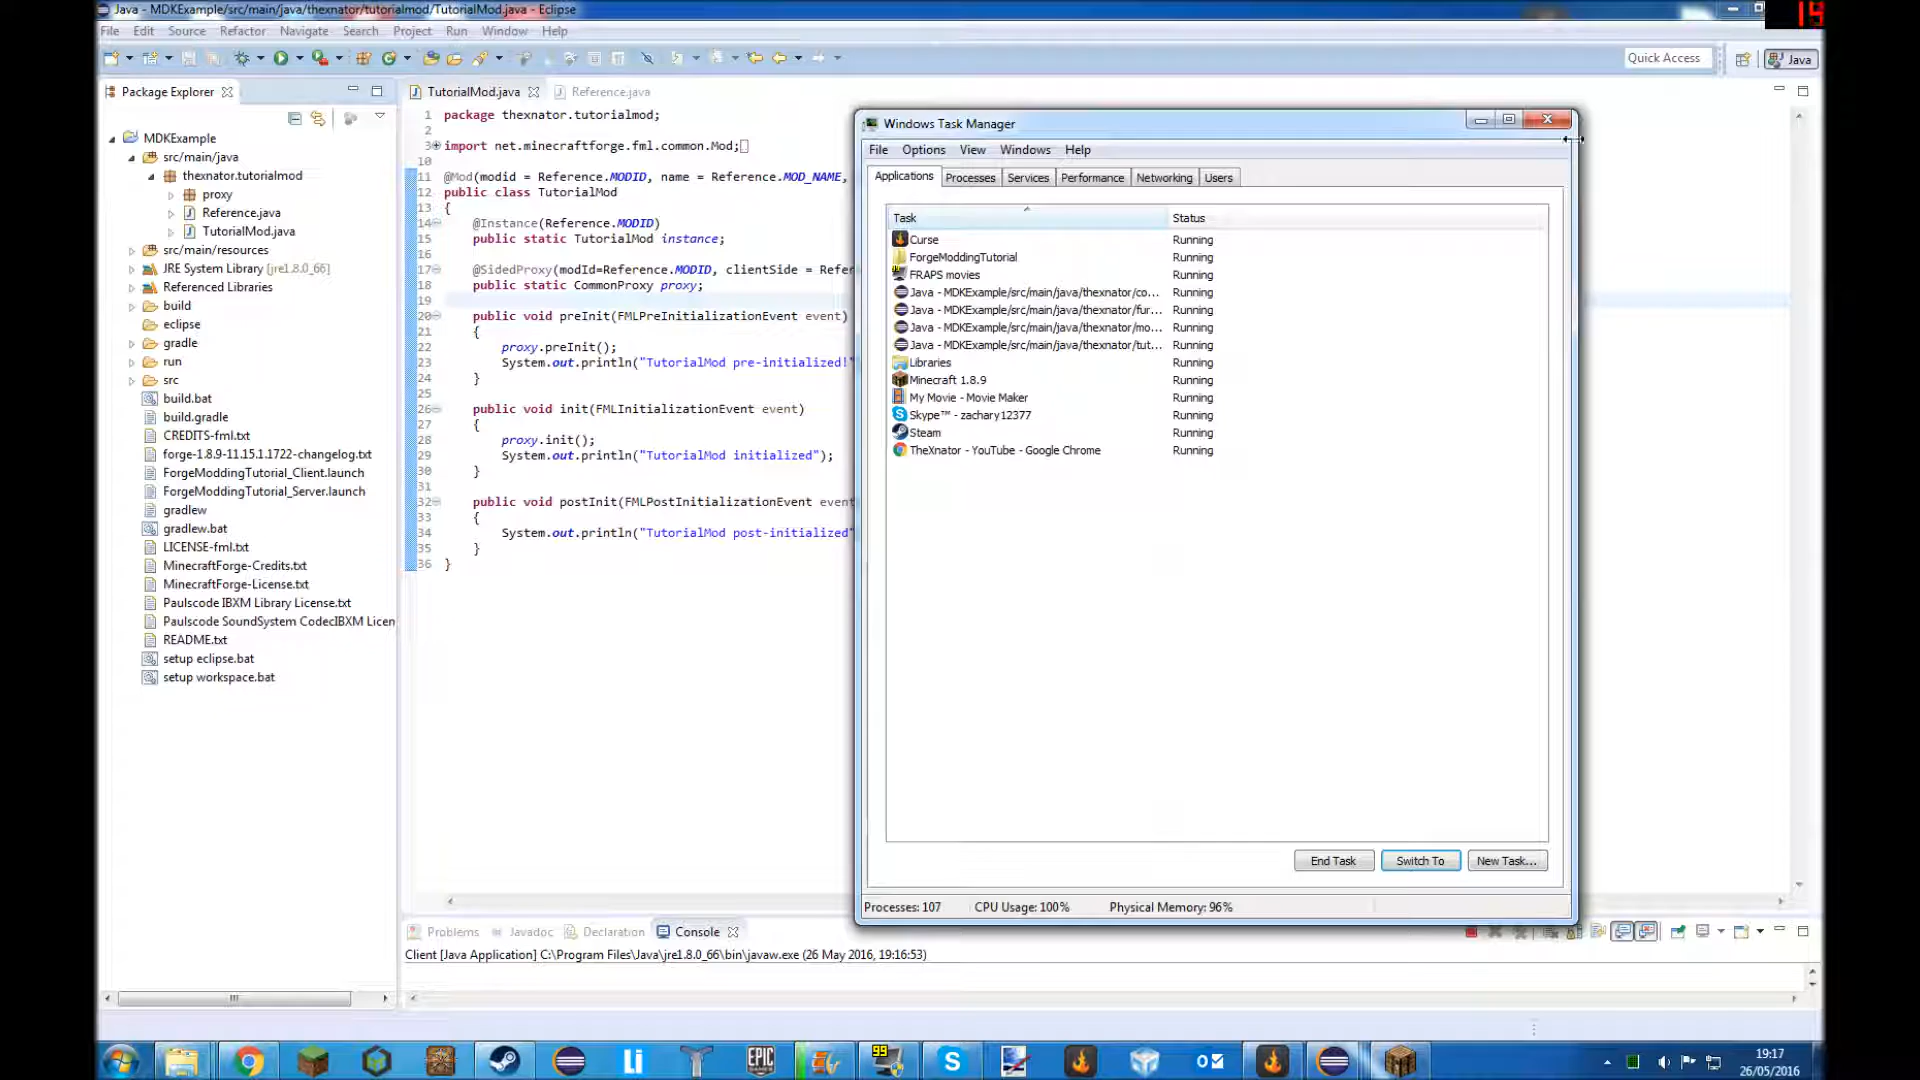 Java - MDKExample/src/main/java/thexnator/tutorialmod/TutorialMod.java - Eclipse
15
File Edit Source Refactor Navigate Search Project Run Window Help
Quick Access
Java
Package Explorer
MDKExample
src/main/java
thexnator.tutorialmod
proxy
Reference.java
TutorialMod.java
src/main/resources
JRE System Library [jre1.8.0_66]
Referenced Libraries
build
eclipse
gradle
run
src
build.bat
build.gradle
CREDITS-fml.txt
forge-1.8.9-11.15.1.1722-changelog.txt
ForgeModdingTutorial_Client.launch
ForgeModdingTutorial_Server.launch
gradlew
gradlew.bat
LICENSE-fml.txt
MinecraftForge-Credits.txt
MinecraftForge-License.txt
Paulscode IBXM Library License.txt
Paulscode SoundSystem CodecIBXM Licen
README.txt
setup eclipse.bat
setup workspace.bat
TutorialMod.java
Reference.java
1 package thexnator.tutorialmod;
2
3 import net.minecraftforge.fml.common.Mod;
10
11 @Mod(modid = Reference.MODID, name = Reference.MOD_NAME,
12 public class TutorialMod
13 {
14 @Instance(Reference.MODID)
15 public static TutorialMod instance;
16
17 @SidedProxy(modId=Reference.MODID, clientSide = Refer
18 public static CommonProxy proxy;
19
20 public void preInit(FMLPreInitializationEvent event)
21 {
22 proxy.preInit();
23 System.out.println("TutorialMod pre-initialized!"
24 }
25
26 public void init(FMLInitializationEvent event)
27 {
28 proxy.init();
29 System.out.println("TutorialMod initialized");
30 }
31
32 public void postInit(FMLPostInitializationEvent event
33 {
34 System.out.println("TutorialMod post-initialized"
35 }
36 }
Windows Task Manager
File Options View Windows Help
Applications Processes Services Performance Networking Users
Task Status
Curse Running
ForgeModdingTutorial Running
FRAPS movies Running
Java - MDKExample/src/main/java/thexnator/co... Running
Java - MDKExample/src/main/java/thexnator/fur... Running
Java - MDKExample/src/main/java/thexnator/mo... Running
Java - MDKExample/src/main/java/thexnator/tut... Running
Libraries Running
Minecraft 1.8.9 Running
My Movie - Movie Maker Running
Skype™ - zachary12377 Running
Steam Running
TheXnator - YouTube - Google Chrome Running
End Task Switch To New Task...
Processes: 107 CPU Usage: 100% Physical Memory: 96%
Problems Javadoc Declaration Console
Client [Java Application] C:\Program Files\Java\jre1.8.0_66\bin\javaw.exe (26 May 2016, 19:16:53)
Li
EPIC
GAMES
99
19:17
26/05/2016